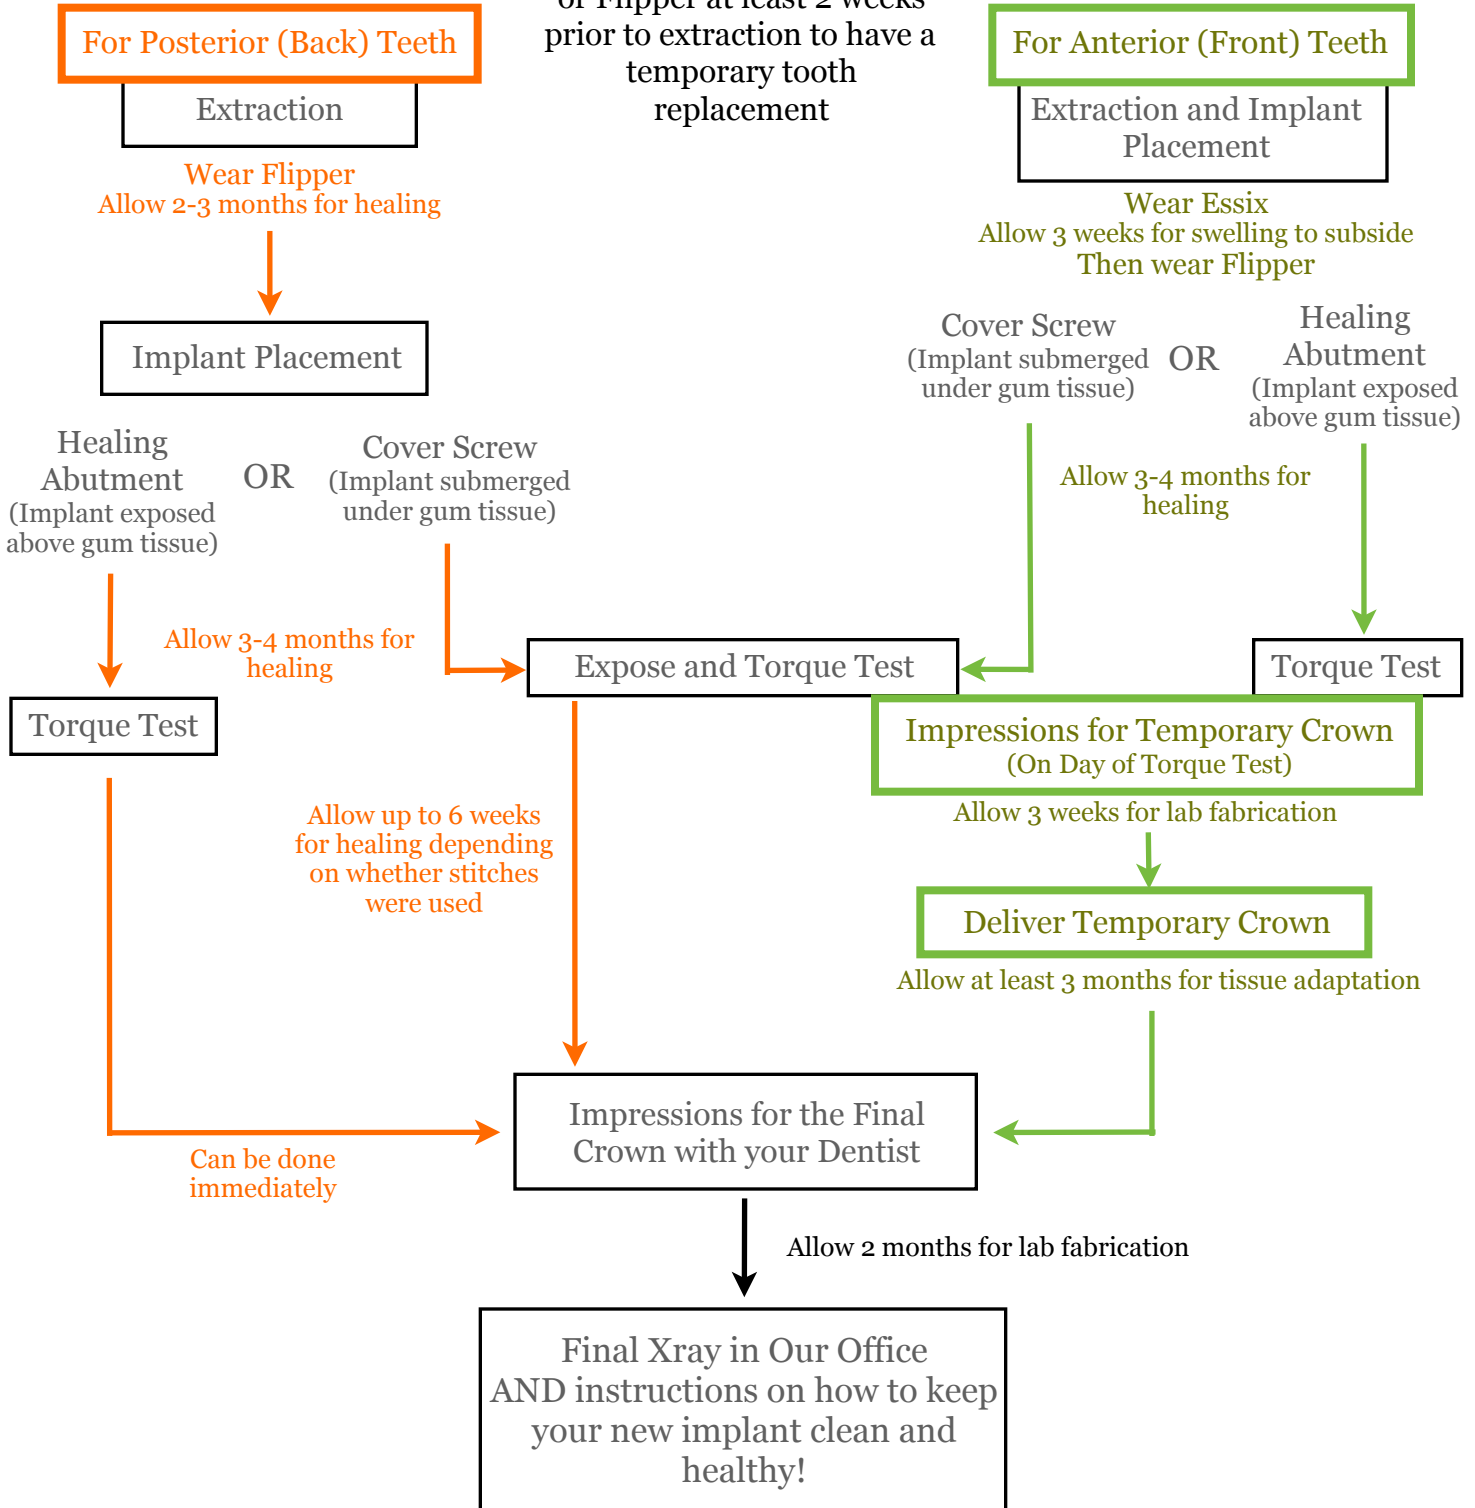 or Flipper at least 2 weeks
prior to extraction to have a
temporary tooth
replacement
For Posterior (Back) Teeth
Extraction
Wear Flipper
Allow 2-3 months for healing
Implant Placement
Healing
Abutment
(Implant exposed
above gum tissue)
OR
Cover Screw
(Implant submerged
under gum tissue)
Allow 3-4 months for
healing
Torque Test
Expose and Torque Test
Allow up to 6 weeks
for healing depending
on whether stitches
were used
Can be done
immediately
For Anterior (Front) Teeth
Extraction and Implant
Placement
Wear Essix
Allow 3 weeks for swelling to subside
Then wear Flipper
Cover Screw
(Implant submerged
under gum tissue)
OR
Healing
Abutment
(Implant exposed
above gum tissue)
Allow 3-4 months for
healing
Torque Test
Impressions for Temporary Crown
(On Day of Torque Test)
Allow 3 weeks for lab fabrication
Deliver Temporary Crown
Allow at least 3 months for tissue adaptation
Impressions for the Final
Crown with your Dentist
Allow 2 months for lab fabrication
Final Xray in Our Office
AND instructions on how to keep
your new implant clean and
healthy!